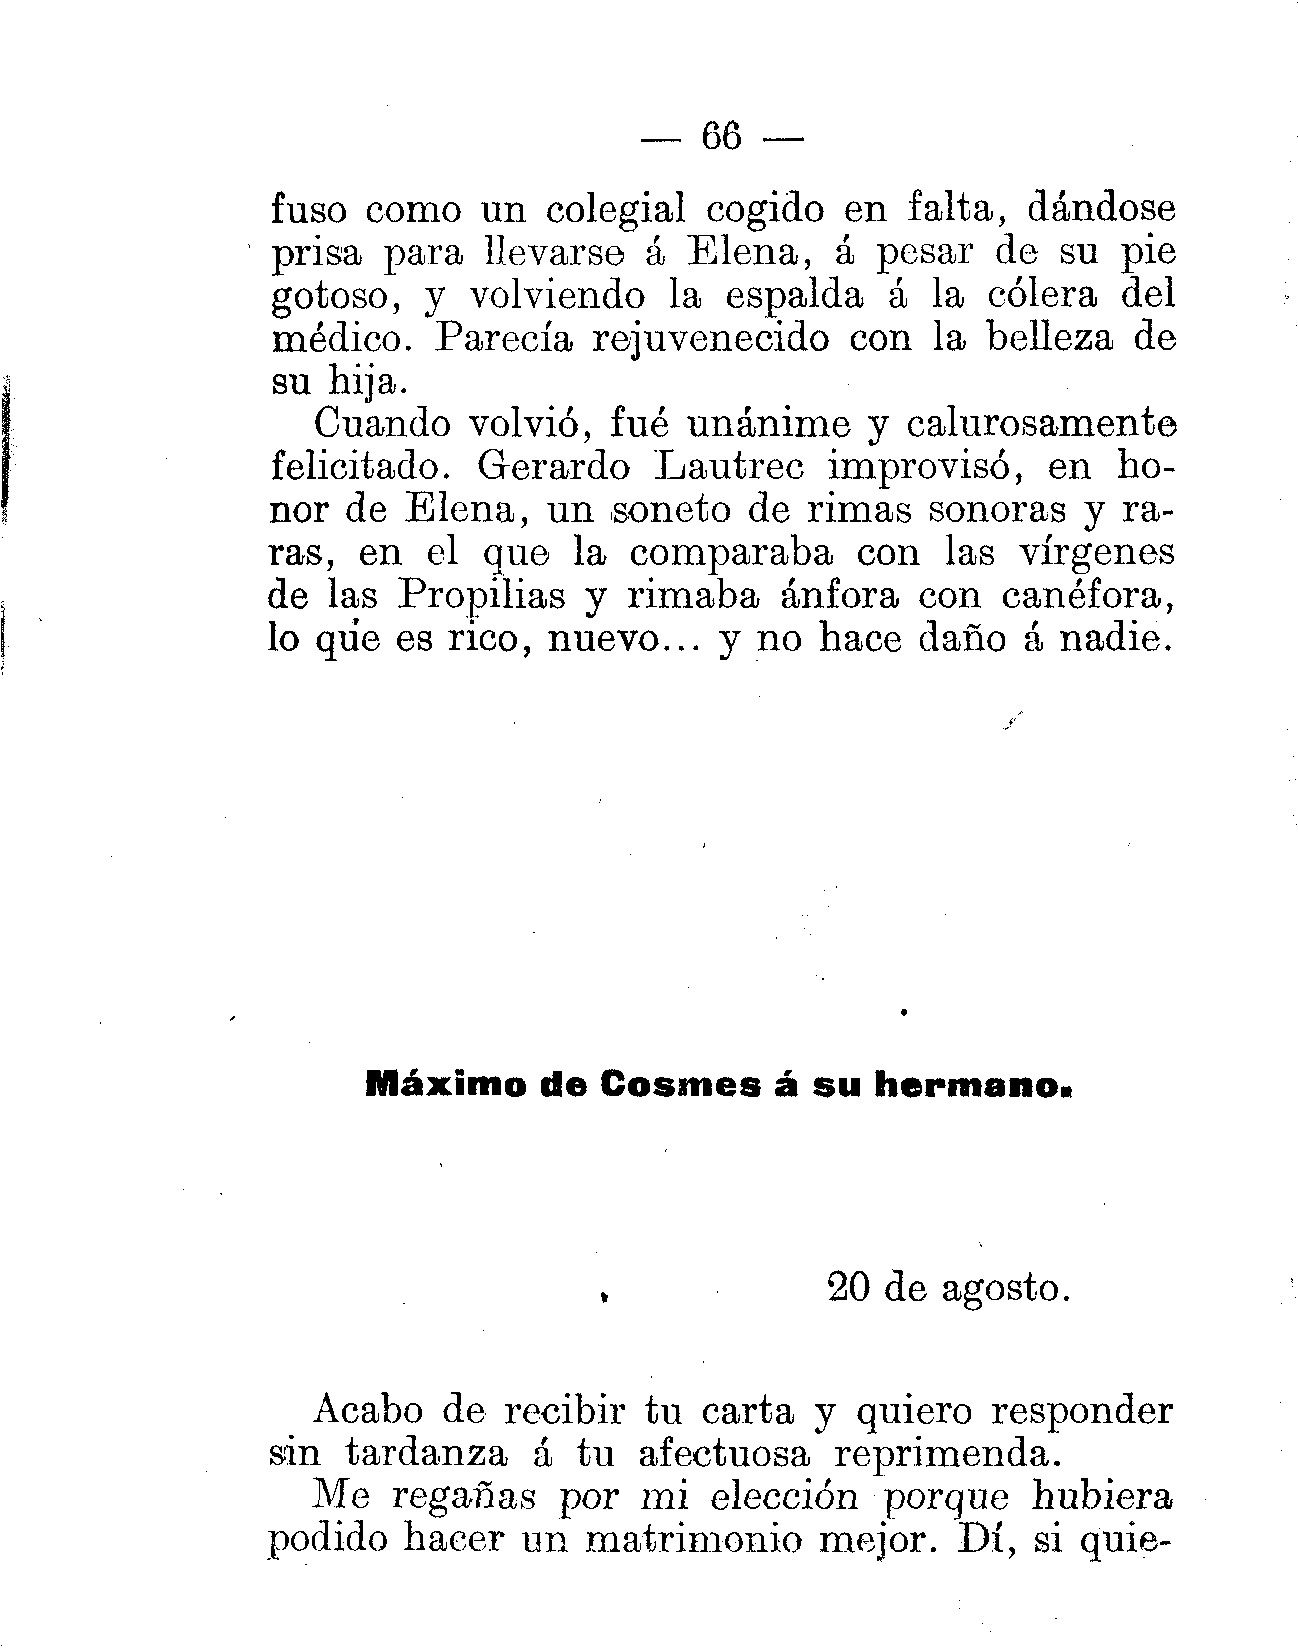 — 66 —
fuso como un colegial cogido en falta, dándose
prisa para llevarse á Elena, á pesar de su pie
gotoso, y volviendo la espalda á la cólera del
médico. Parecía rejuvenecido con la belleza de
su hija.
Cuando volvió, fué unánime y calurosamente
felicitado. Gerardo Lautrec improvisó, en ho-
nor de Elena, un soneto de rimas sonoras y ra-
ras, en el que la comparaba con las vírgenes
de las Propilias y rimaba ánfora con canéfora,
lo que es rico, nuevo... y no hace daño á nadie.
Máximo de Cosmes á su hermano.
20 de agosto.
Acabo de recibir tu carta y quiero responder
sin tardanza á tu afectuosa reprimenda.
Me regañas por mi elección porque hubiera
podido hacer un matrimonio mejor. Dí, si quie-